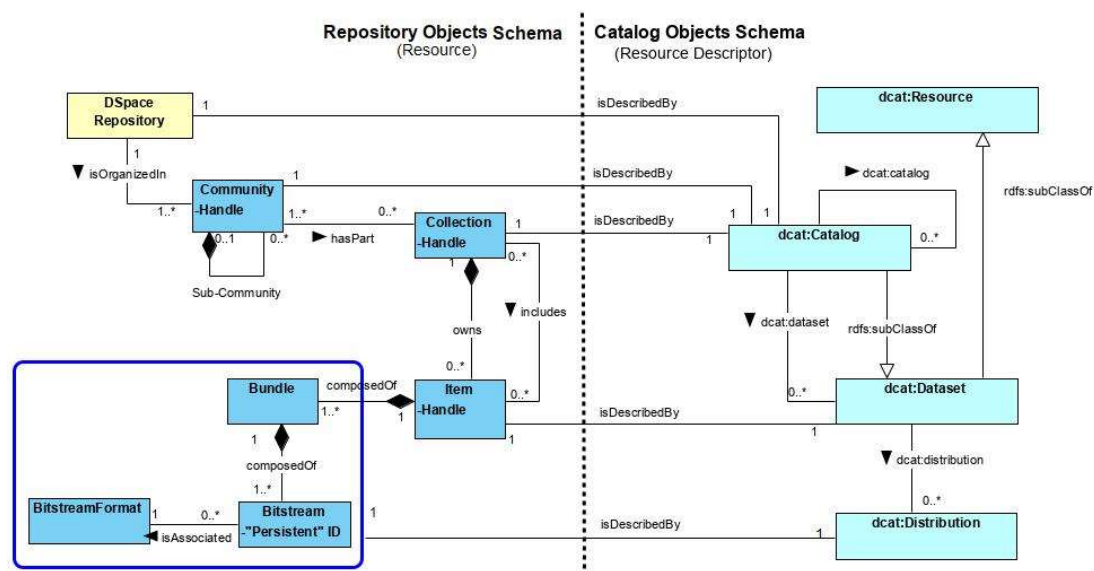 Repository Objects Schema
(Resource)
Catalog Objects Schema
(Resource Descriptor)
DSpace
Repository
1
isDescribedBy
dcat:Resource
1
isOrganizedIn
1..*
Community
-Handle
1
isDescribedBy
dcat:catalog
rdfs:subClassOf
1..*
0..*
hasPart
Collection
-Handle
1
isDescribedBy
1
1
1
dcat:Catalog
0..*
0..1
0..*
Sub-Community
1
0..*
owns
includes
dcat:dataset
rdfs:subClassOf
0..*
Bundle
composedOf
1..*
1
Item
-Handle
0..*
0..*
dcat:Dataset
isDescribedBy
1
1
1
composedOf
1..*
dcat:distribution
0..*
BitstreamFormat
1
0..*
isAssociated
Bitstream
-"Persistent" ID
1
isDescribedBy
1
dcat:Distribution